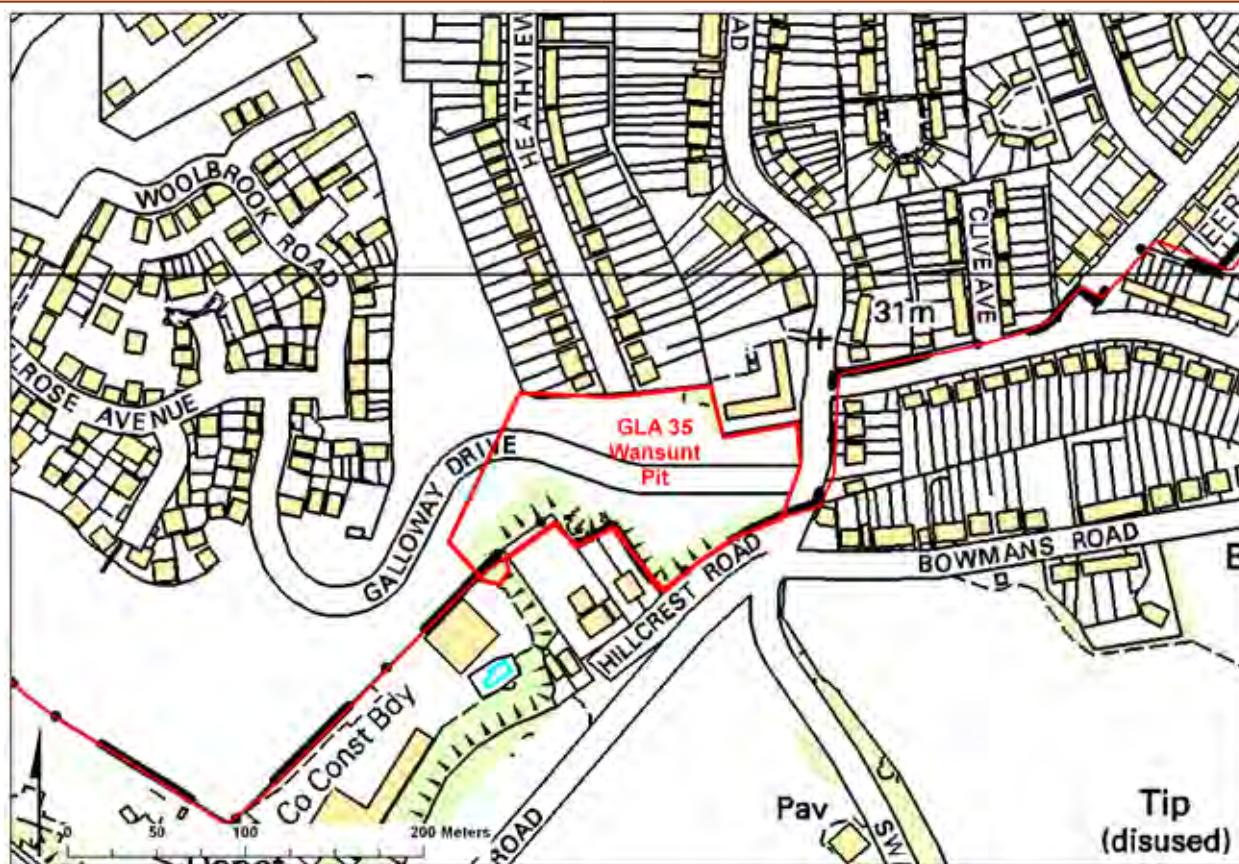 HEATHVIEW
AD
WOOLBROOK ROAD
CLIVE AVE
31m
LROSE AVENUE
GLA 35
Wansunt
Pit
GALLOWAY DRIVE
BOWMANS ROAD
HILLCREST ROAD
Co Const Bdy
Pav
Tip
(disused)
ROAD
SW
0 50 100 200 Meters